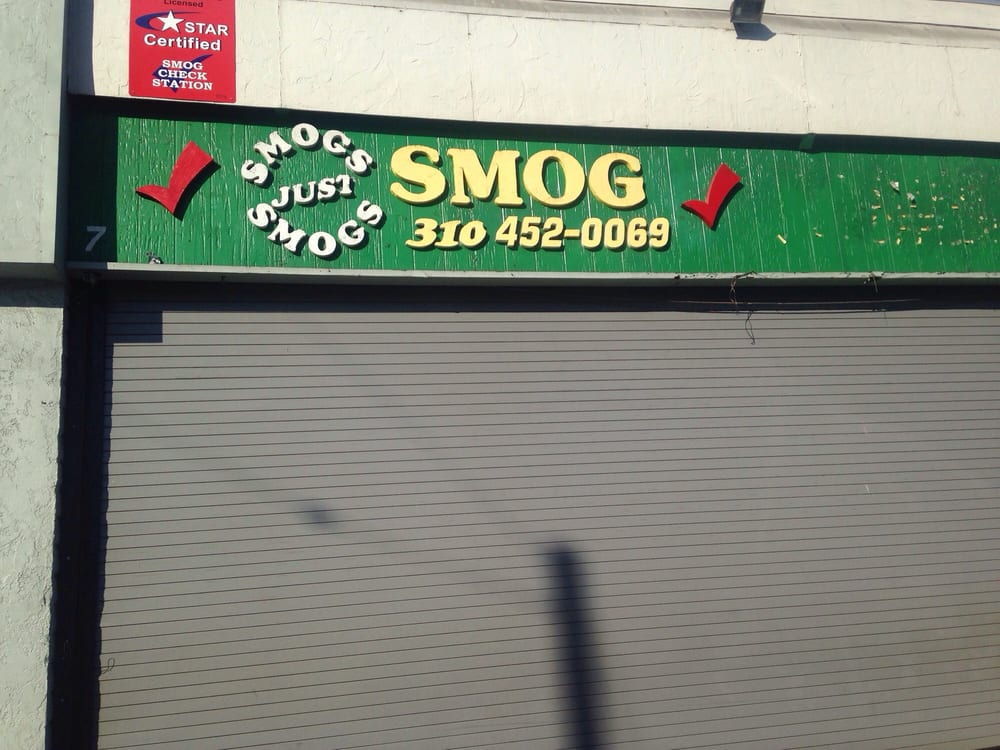 Licensed
STAR
Certified
SMOG
CHECK
STATION
SMOGS
JUST
SMOGS
SMOG
310 452-0069
7